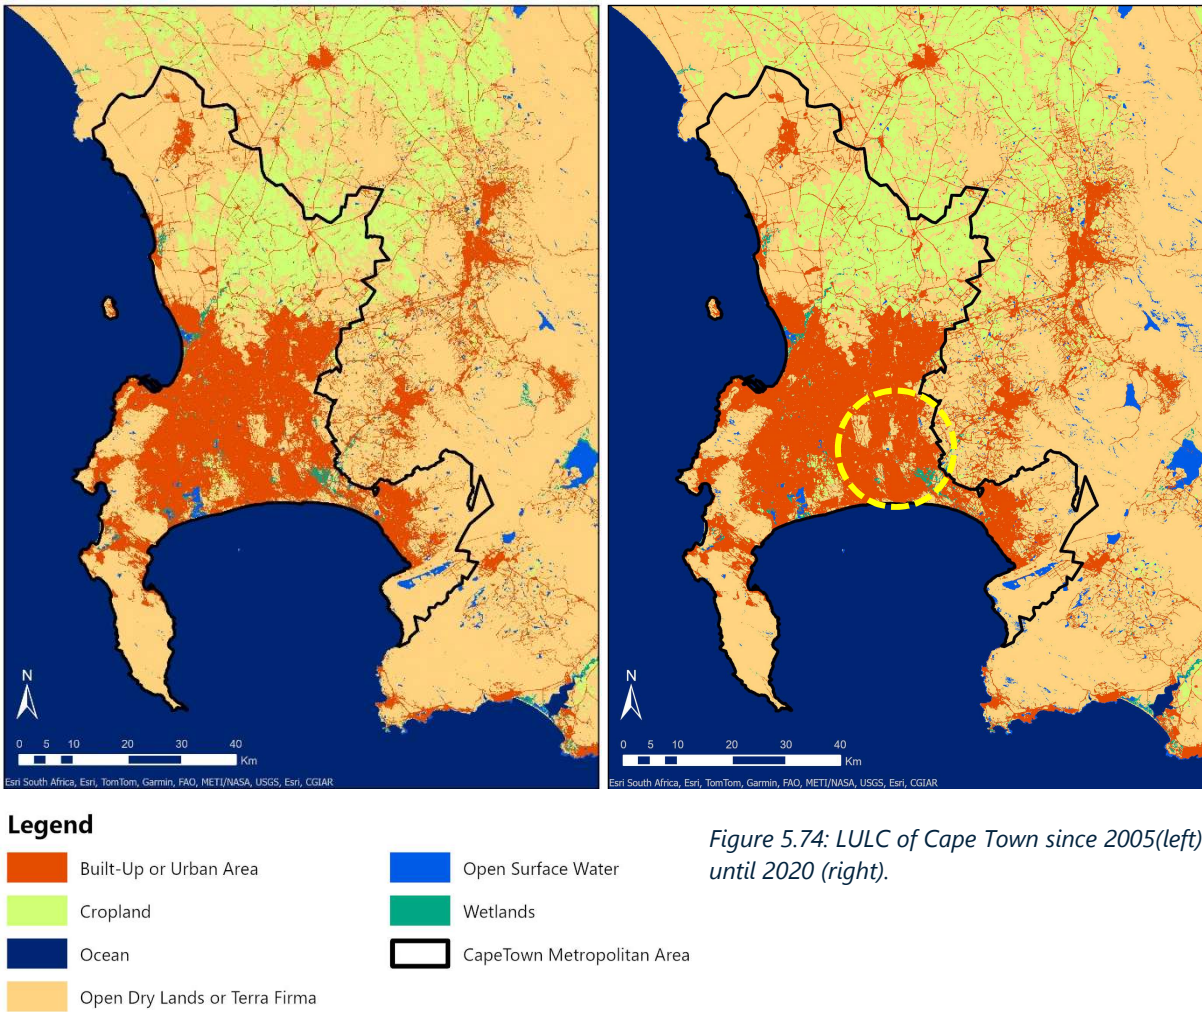 N
0 5 10 20 30 40
Km
Esri South Africa, Esri, TomTom, Garmin, FAO, METI/NASA, USGS, Esri, CGIAR
N
0 5 10 20 30 40
Km
Esri South Africa, Esri, TomTom, Garmin, FAO, METI/NASA, USGS, Esri, CGIAR
Legend
Built-Up or Urban Area
Cropland
Ocean
Open Dry Lands or Terra Firma
Open Surface Water
Wetlands
CapeTown Metropolitan Area
Figure 5.74: LULC of Cape Town since 2005(left)
until 2020 (right).